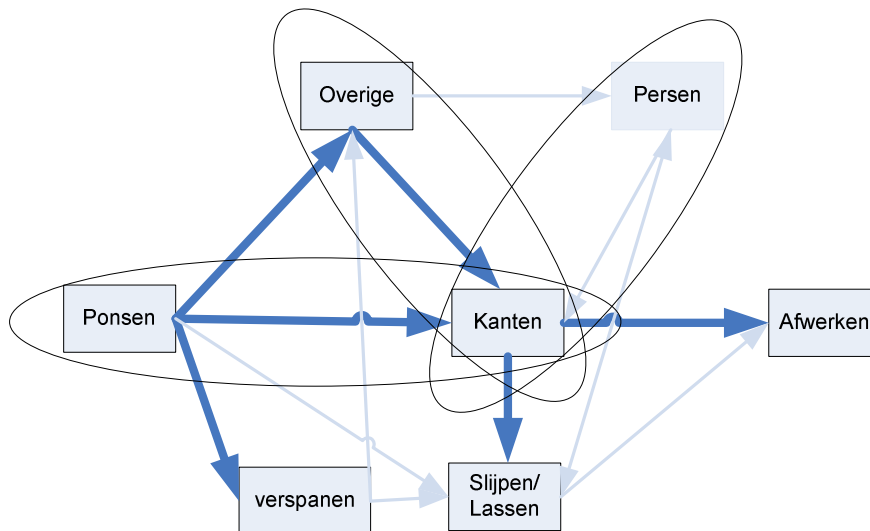 Overige
Persen
Ponsen
Kanten
Afwerken
verspanen
Slijpen/
Lassen